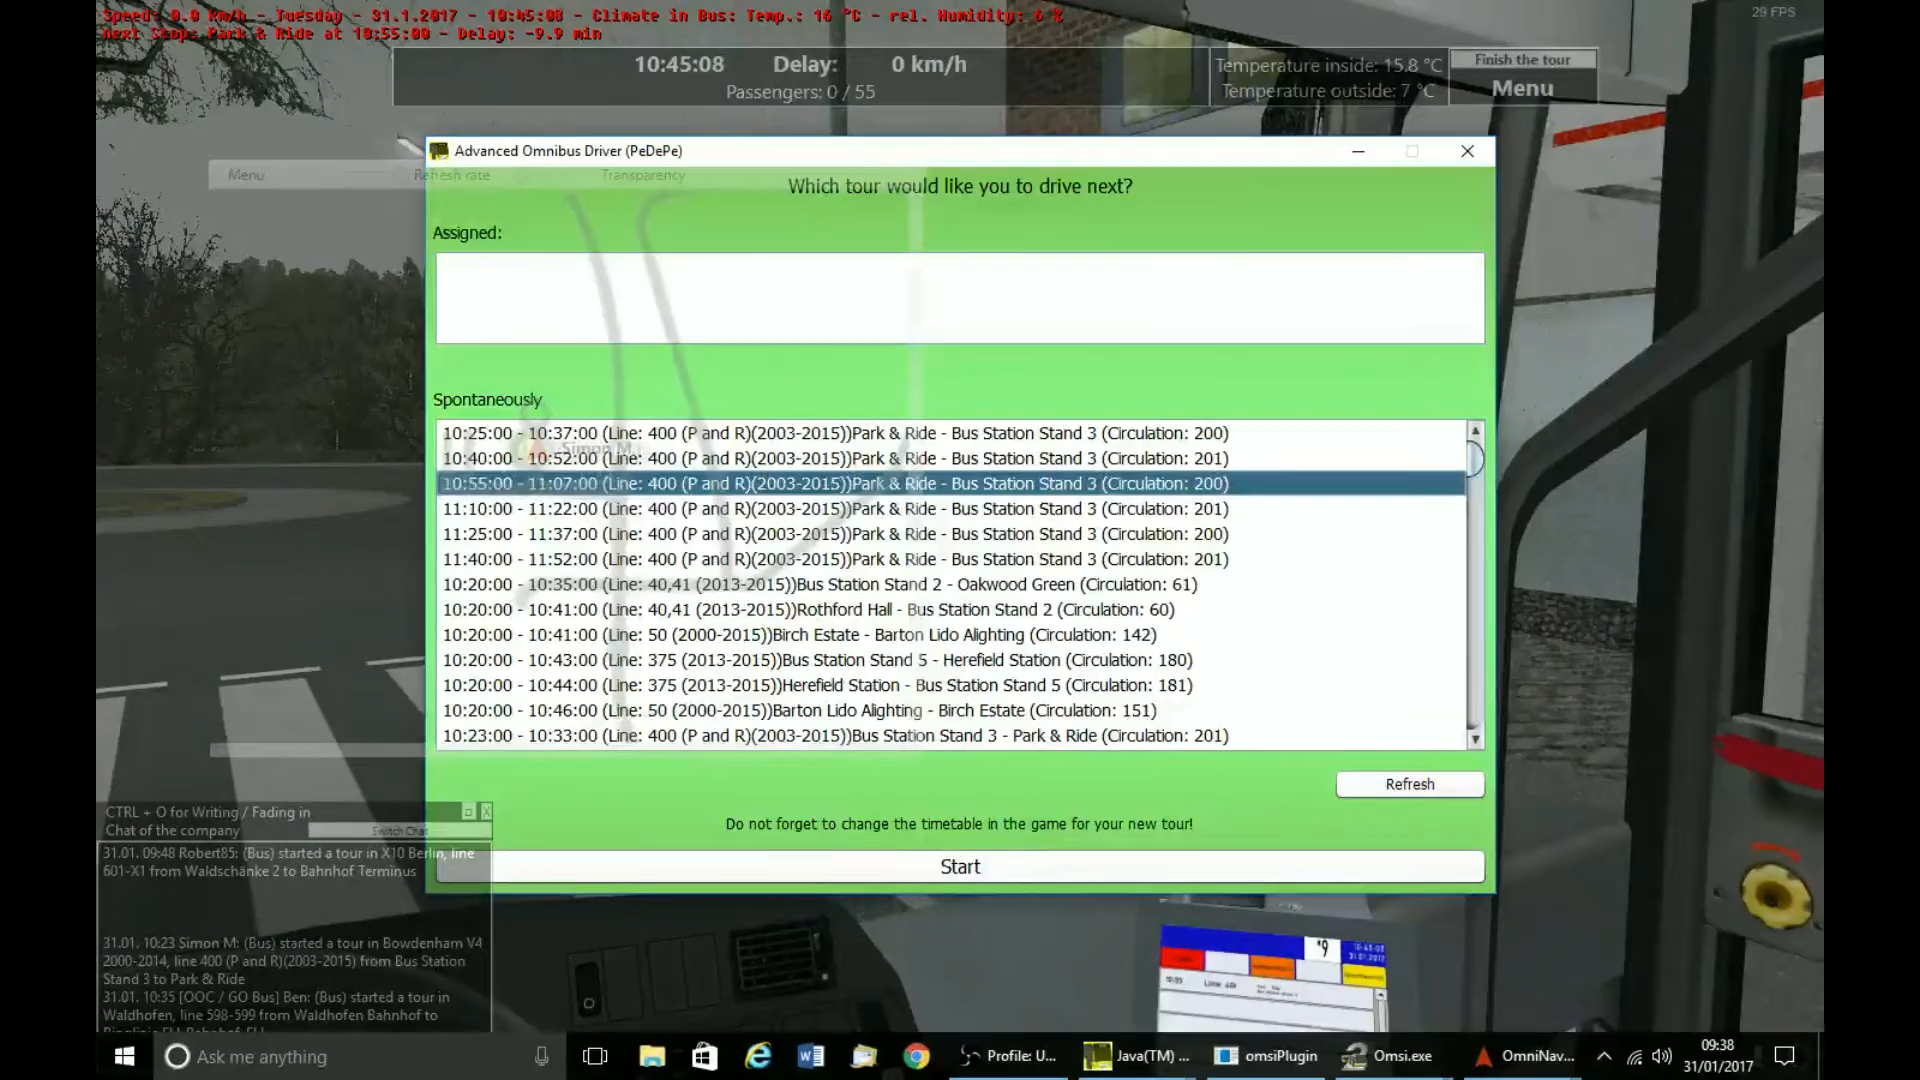 Speed: 0.0 Km/h - Tuesday - 31.1.2017 - 10:45:08 - Climate in Bus: Temp.: 16 °C - rel. Humidity: 6 %
next Stop: Park & Ride at 10:55:00 - Delay: -9.9 min
29 FPS
10:45:08 Delay: 0 km/h
Passengers: 0 / 55
Temperature inside: 15.8 °C
Temperature outside: 7 °C
Finish the tour
Menu
Advanced Omnibus Driver (PeDePe)
Menu Refresh rate Transparency
Which tour would like you to drive next?
Assigned:
Spontaneously
10:25:00 - 10:37:00 (Line: 400 (P and R)(2003-2015))Park & Ride - Bus Station Stand 3 (Circulation: 200)
Simon M.
10:40:00 - 10:52:00 (Line: 400 (P and R)(2003-2015))Park & Ride - Bus Station Stand 3 (Circulation: 201)
10:55:00 - 11:07:00 (Line: 400 (P and R)(2003-2015))Park & Ride - Bus Station Stand 3 (Circulation: 200)
11:10:00 - 11:22:00 (Line: 400 (P and R)(2003-2015))Park & Ride - Bus Station Stand 3 (Circulation: 201)
11:25:00 - 11:37:00 (Line: 400 (P and R)(2003-2015))Park & Ride - Bus Station Stand 3 (Circulation: 200)
11:40:00 - 11:52:00 (Line: 400 (P and R)(2003-2015))Park & Ride - Bus Station Stand 3 (Circulation: 201)
10:20:00 - 10:35:00 (Line: 40,41 (2013-2015))Bus Station Stand 2 - Oakwood Green (Circulation: 61)
10:20:00 - 10:41:00 (Line: 40,41 (2013-2015))Rothford Hall - Bus Station Stand 2 (Circulation: 60)
10:20:00 - 10:41:00 (Line: 50 (2000-2015))Birch Estate - Barton Lido Alighting (Circulation: 142)
10:20:00 - 10:43:00 (Line: 375 (2013-2015))Bus Station Stand 5 - Herefield Station (Circulation: 180)
10:20:00 - 10:44:00 (Line: 375 (2013-2015))Herefield Station - Bus Station Stand 5 (Circulation: 181)
10:20:00 - 10:46:00 (Line: 50 (2000-2015))Barton Lido Alighting - Birch Estate (Circulation: 151)
10:23:00 - 10:33:00 (Line: 400 (P and R)(2003-2015))Bus Station Stand 3 - Park & Ride (Circulation: 201)
Refresh
Do not forget to change the timetable in the game for your new tour!
Start
CTRL + O for Writing / Fading in
Chat of the company
Switch Chat
31.01. 09:48 Robert85: (Bus) started a tour in X10 Berlin, line
601-X1 from Waldschänke 2 to Bahnhof Terminus
31.01. 10:23 Simon M: (Bus) started a tour in Bowdenham V4
2000-2014, line 400 (P and R)(2003-2015) from Bus Station
Stand 3 to Park & Ride
31.01. 10:35 [OOC / GO Bus] Ben: (Bus) started a tour in
Waldhofen, line 598-599 from Waldhofen Bahnhof to
Ask me anything
Profile: U...
Java(TM) ...
omsiPlugin
Omsi.exe
OmniNav...
09:38
31/01/2017